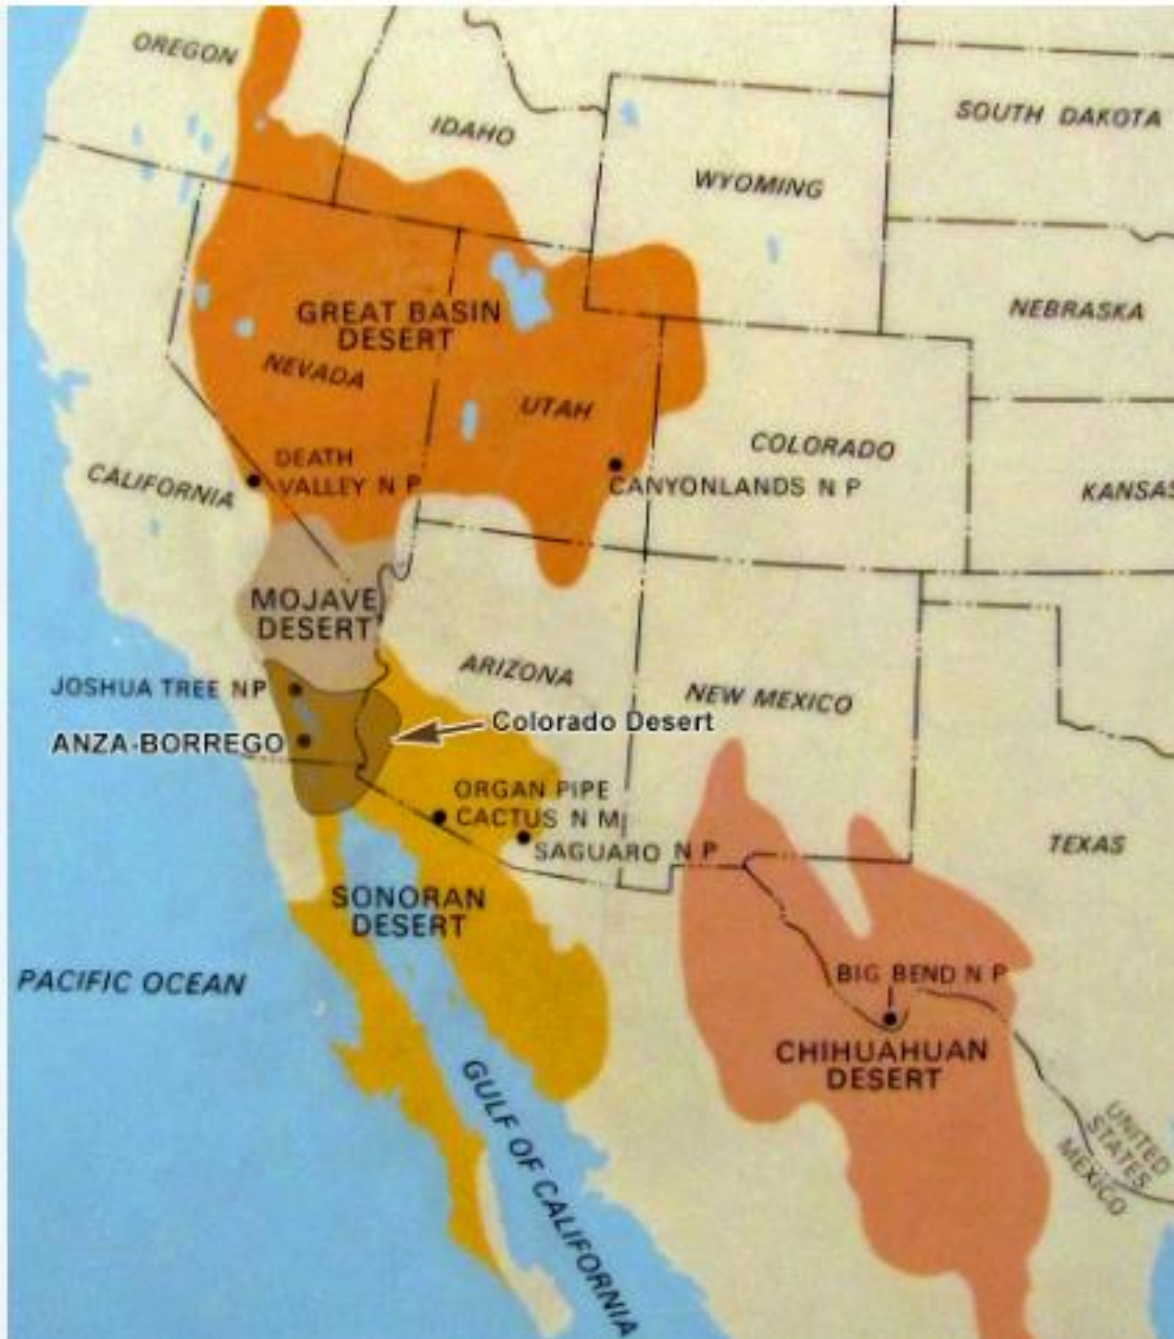 OREGON
IDAHO
SOUTH DAKOTA
WYOMING
NEBRASKA
GREAT BASIN
DESERT
NEVADA
UTAH
COLORADO
DEATH
VALLEY N P
CANYONLANDS N P
KANSAS
CALIFORNIA
MOJAVE
DESERT
ARIZONA
NEW MEXICO
JOSHUA TREE NP
Colorado Desert
ANZA-BORREGO
ORGAN PIPE
CACTUS N M
SAGUARO N P
TEXAS
SONORAN
DESERT
PACIFIC OCEAN
BIG BEND N P
CHIHUAHUAN
DESERT
GULF OF CALIFORNIA
UNITED
STATES
MEXICO